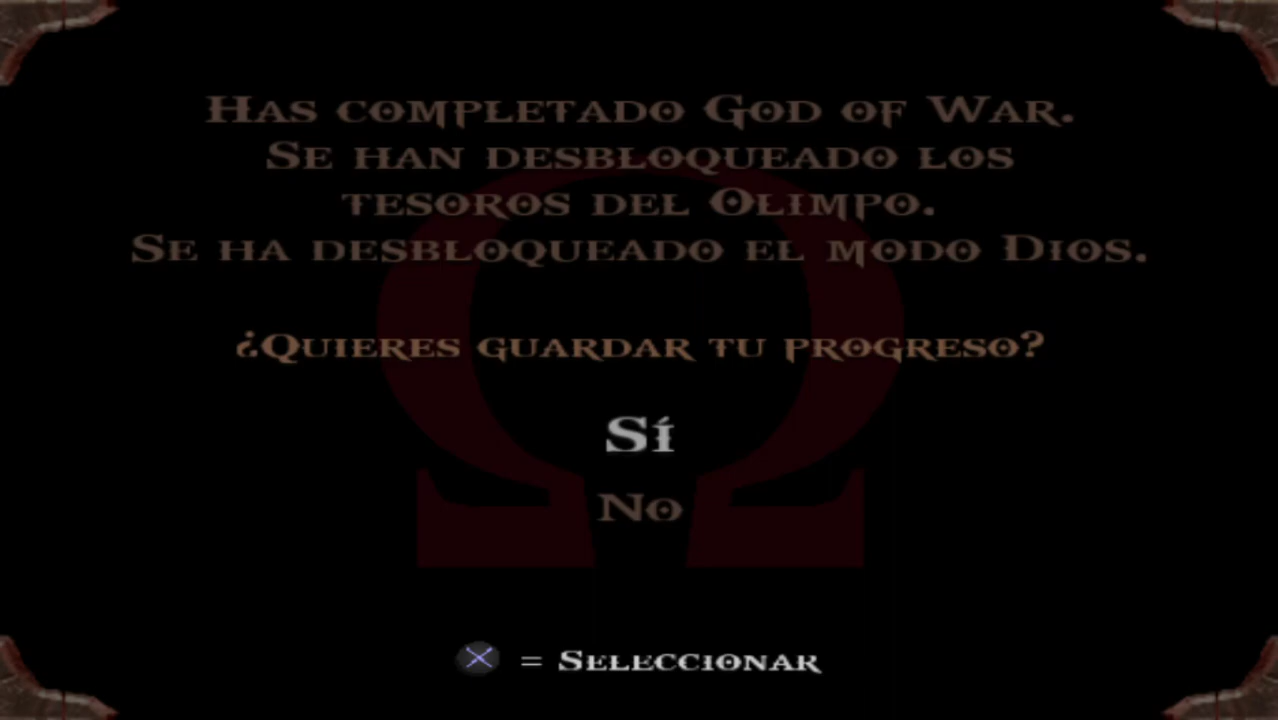 Has completado God of War.
Se han desbloqueado los
tesoros del Olimpo.
Se ha desbloqueado el modo Dios.
¿Quieres guardar tu progreso?
Sí
No
= Seleccionar